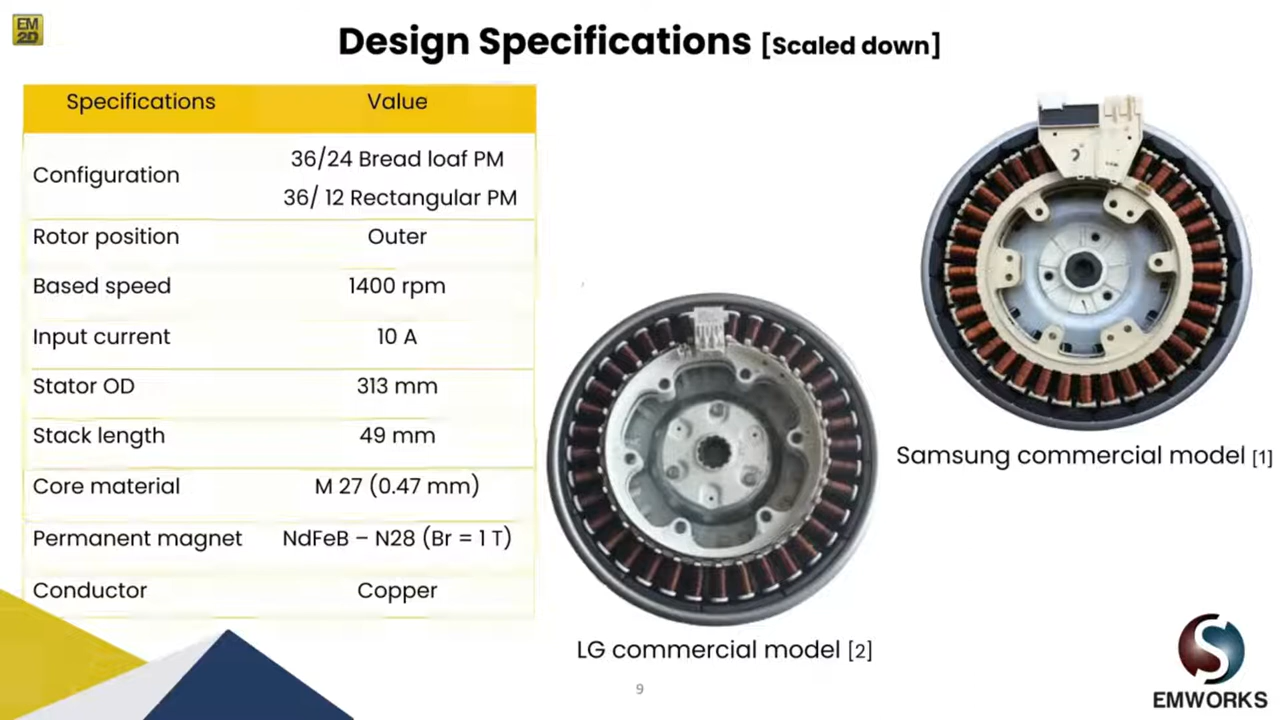 EM
2D
Design Specifications [Scaled down]
Specifications Value
Configuration 36/24 Bread loaf PM
36/ 12 Rectangular PM
Rotor position Outer
Based speed 1400 rpm
Input current 10 A
Stator OD 313 mm
Stack length 49 mm
Core material M 27 (0.47 mm)
Permanent magnet NdFeB – N28 (Br = 1 T)
Conductor Copper
Samsung commercial model [1]
LG commercial model [2]
9
EMWORKS